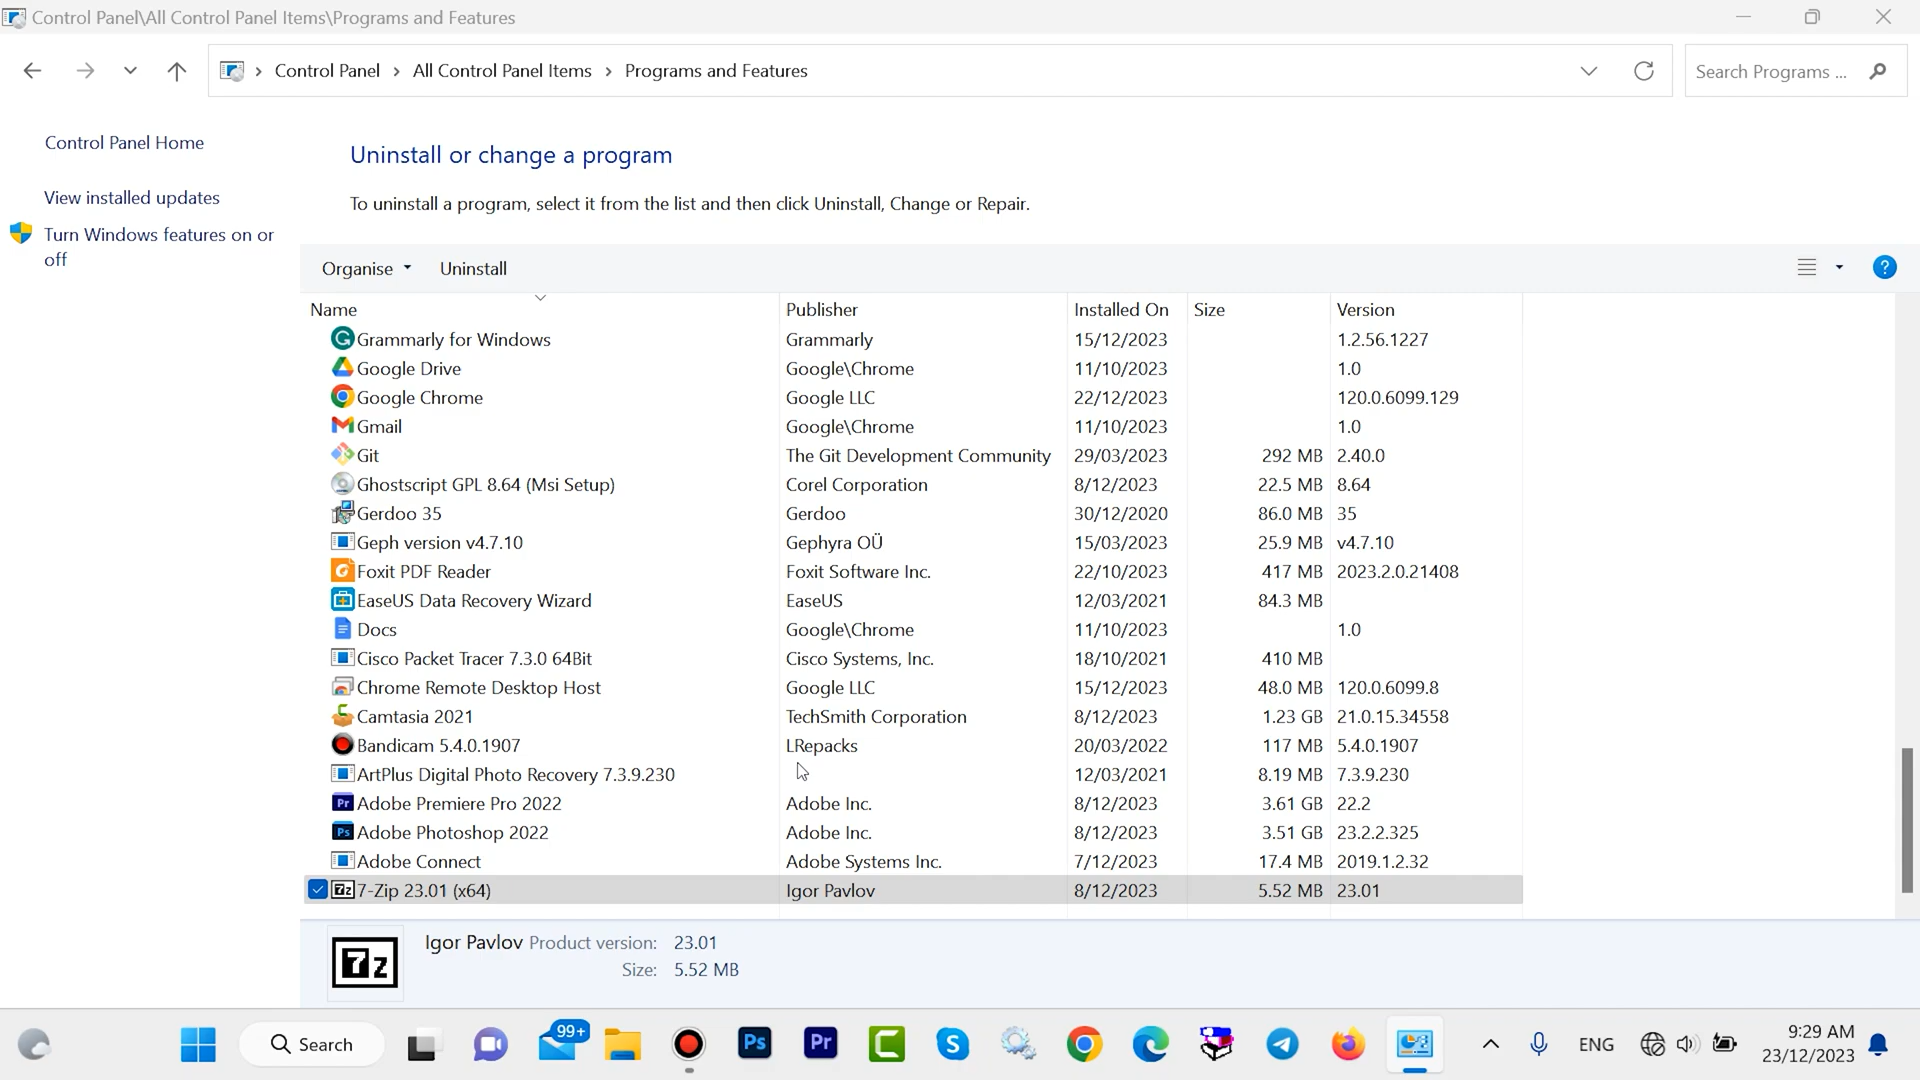 Control Panel\All Control Panel Items\Programs and Features
Control Panel All Control Panel Items Programs and Features
Search Programs ...
Control Panel Home
View installed updates
Turn Windows features on or
off
Uninstall or change a program
To uninstall a program, select it from the list and then click Uninstall, Change or Repair.
Organise Uninstall
?
Name Publisher Installed On Size Version
Grammarly for Windows Grammarly 15/12/2023 1.2.56.1227
Google Drive Google\Chrome 11/10/2023 1.0
Google Chrome Google LLC 22/12/2023 120.0.6099.129
Gmail Google\Chrome 11/10/2023 1.0
Git The Git Development Community 29/03/2023 292 MB 2.40.0
Ghostscript GPL 8.64 (Msi Setup) Corel Corporation 8/12/2023 22.5 MB 8.64
Gerdoo 35 Gerdoo 30/12/2020 86.0 MB 35
Geph version v4.7.10 Gephyra OÜ 15/03/2023 25.9 MB v4.7.10
Foxit PDF Reader Foxit Software Inc. 22/10/2023 417 MB 2023.2.0.21408
EaseUS Data Recovery Wizard EaseUS 12/03/2021 84.3 MB
Docs Google\Chrome 11/10/2023 1.0
Cisco Packet Tracer 7.3.0 64Bit Cisco Systems, Inc. 18/10/2021 410 MB
Chrome Remote Desktop Host Google LLC 15/12/2023 48.0 MB 120.0.6099.8
Camtasia 2021 TechSmith Corporation 8/12/2023 1.23 GB 21.0.15.34558
Bandicam 5.4.0.1907 LRepacks 20/03/2022 117 MB 5.4.0.1907
ArtPlus Digital Photo Recovery 7.3.9.230 12/03/2021 8.19 MB 7.3.9.230
Pr Adobe Premiere Pro 2022 Adobe Inc. 8/12/2023 3.61 GB 22.2
Ps Adobe Photoshop 2022 Adobe Inc. 8/12/2023 3.51 GB 23.2.2.325
Adobe Connect Adobe Systems Inc. 7/12/2023 17.4 MB 2019.1.2.32
7z 7-Zip 23.01 (x64) Igor Pavlov 8/12/2023 5.52 MB 23.01
7z
Igor Pavlov Product version: 23.01
Size: 5.52 MB
Search 99+ Ps Pr ENG 9:29 AM
23/12/2023